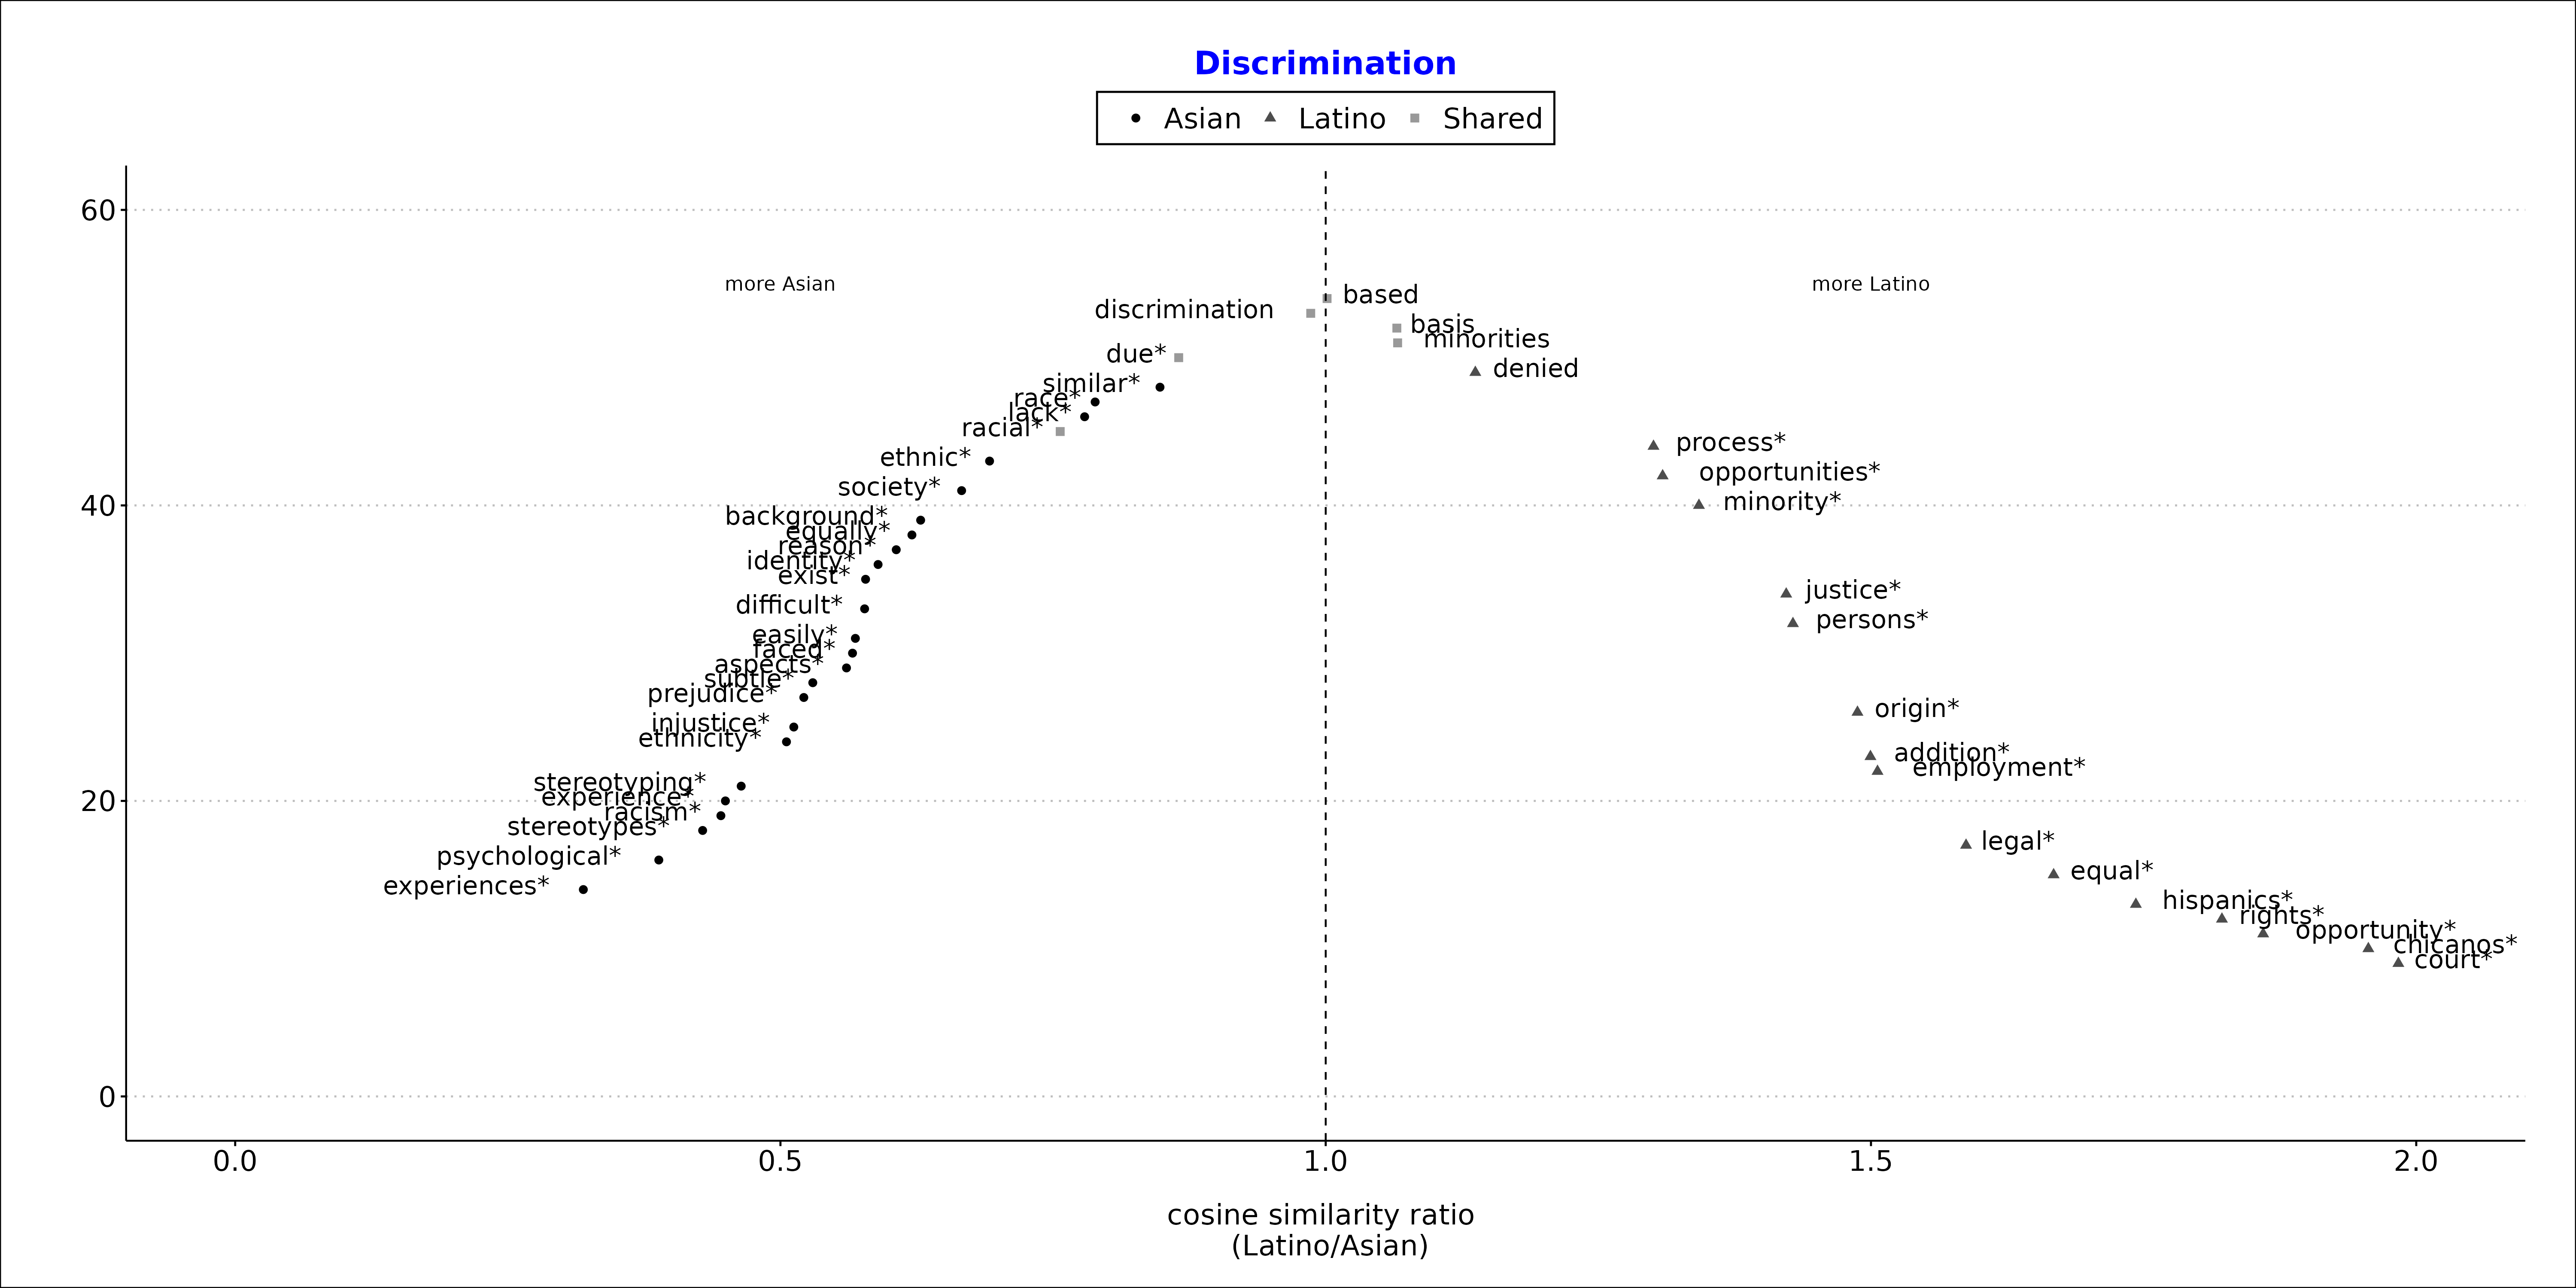 Discrimination
Asian Latino Shared
60
more Asian
more Latino
based
discrimination
basis
minorities
due*
denied
similar*
race*
lack*
racial*
process*
ethnic*
opportunities*
society*
40
minority*
background*
equally*
reason*
identity*
exist*
justice*
difficult*
persons*
easily*
faced*
aspects*
subtle*
prejudice*
origin*
injustice*
ethnicity*
addition*
employment*
stereotyping*
20
experience*
racism*
stereotypes*
legal*
psychological*
equal*
experiences*
hispanics*
rights*
opportunity*
chicanos*
court*
0
0.0 0.5 1.0 1.5 2.0
cosine similarity ratio
(Latino/Asian)